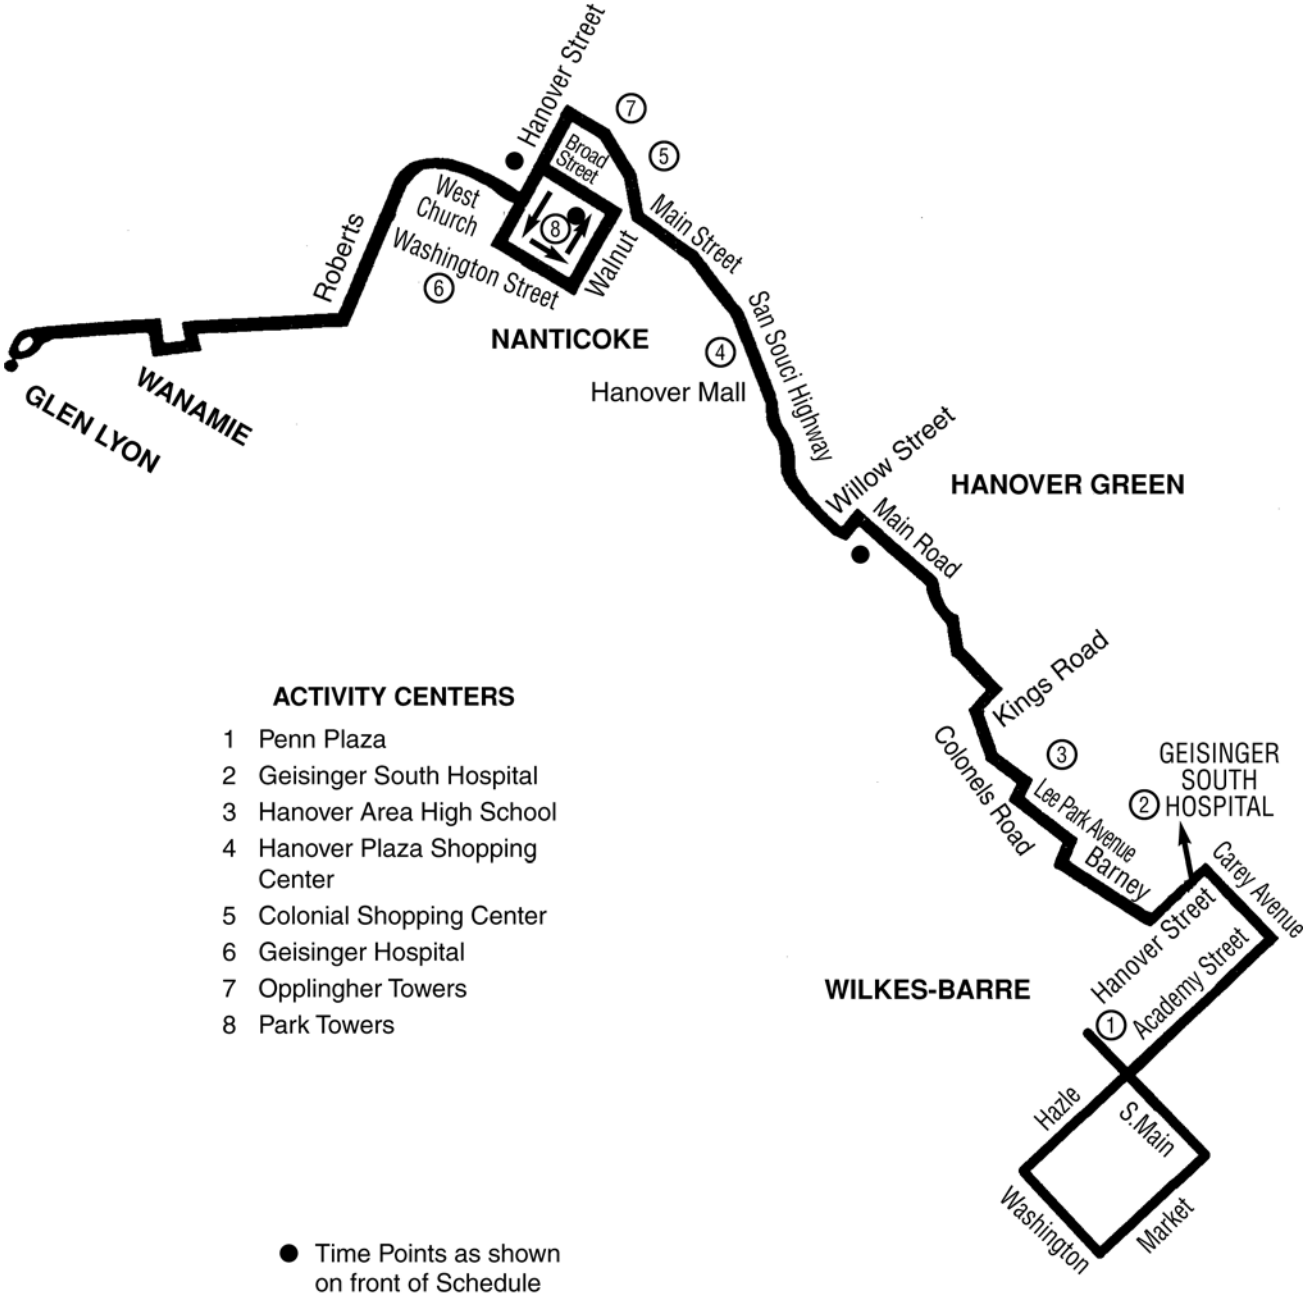 Hanover Street
7
5
Broad
Street
West
Church
8
Main Street
Roberts
Washington Street
Walnut
6
San Souci Highway
NANTICOKE
4
Hanover Mall
WANAMIE
GLEN LYON
Willow Street
HANOVER GREEN
Main Road
Kings Road
ACTIVITY CENTERS
1 Penn Plaza
2 Geisinger South Hospital
3 Hanover Area High School
4 Hanover Plaza Shopping
Center
5 Colonial Shopping Center
6 Geisinger Hospital
7 Opplingher Towers
8 Park Towers
Colonels Road
3
Lee Park Avenue
GEISINGER
SOUTH
2 HOSPITAL
Barney
Carey Avenue
Hanover Street
Academy Street
WILKES-BARRE
1
Hazle
S.Main
Washington
Market
Time Points as shown
on front of Schedule